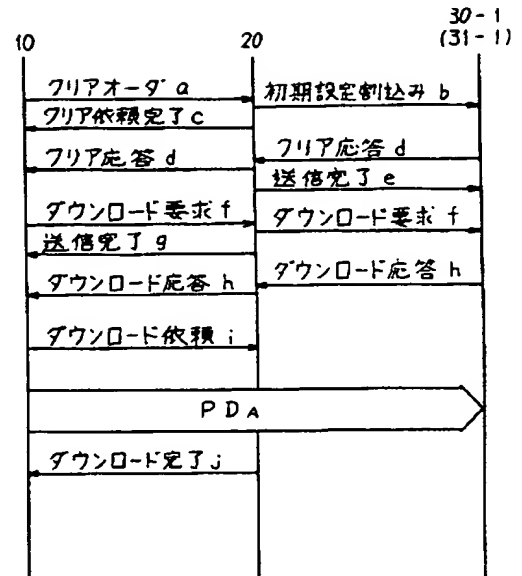 10
20
30-1
(31-1)
クリアオーダ a
初期設定割込み b
クリア依頼完了 c
クリア応答 d
クリア応答 d
送信完了 e
ダウンロード要求 f
ダウンロード要求 f
送信完了 g
ダウンロード応答 h
ダウンロード応答 h
ダウンロード依頼 i
PDA
ダウンロード完了 j